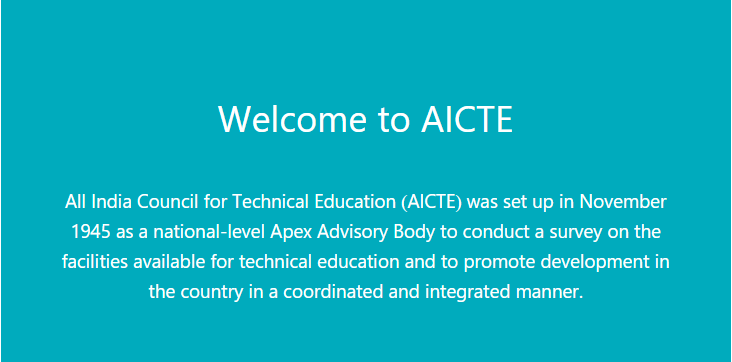 Welcome to AICTE
All India Council for Technical Education (AICTE) was set up in November
1945 as a national-level Apex Advisory Body to conduct a survey on the
facilities available for technical education and to promote development in
the country in a coordinated and integrated manner.